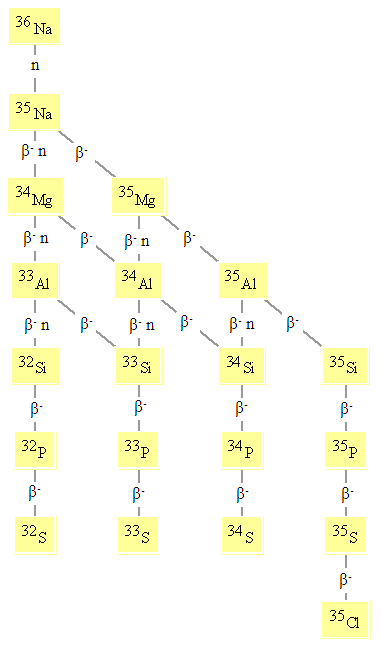 ³⁶Na
n
³⁵Na
β⁻ n β⁻
³⁴Mg ³⁵Mg
β⁻ n β⁻ β⁻ n β⁻
³³Al ³⁴Al ³⁵Al
β⁻ n β⁻ β⁻ n β⁻ β⁻ n β⁻
³²Si ³³Si ³⁴Si ³⁵Si
β⁻ β⁻ β⁻ β⁻
³²P ³³P ³⁴P ³⁵P
β⁻ β⁻ β⁻ β⁻
³²S ³³S ³⁴S ³⁵S
β⁻
³⁵Cl